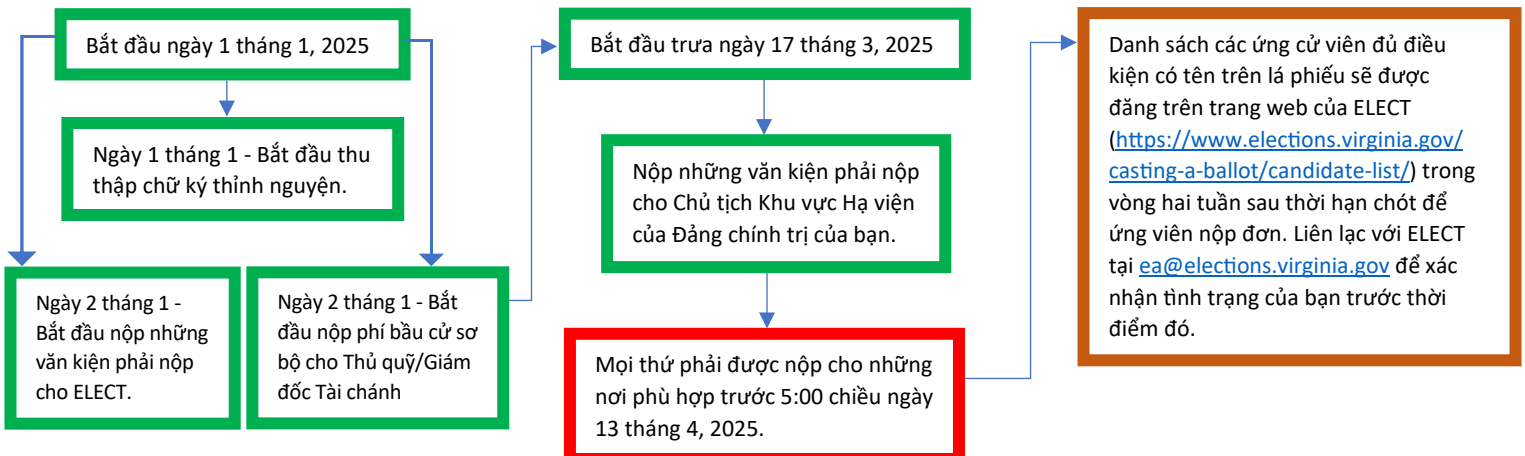 Bắt đầu ngày 1 tháng 1, 2025
Ngày 1 tháng 1 - Bắt đầu thu
thập chữ ký thỉnh nguyện.
Ngày 2 tháng 1 -
Bắt đầu nộp những
văn kiện phải nộp
cho ELECT.
Ngày 2 tháng 1 - Bắt
đầu nộp phí bầu cử sơ
bộ cho Thủ quỹ/Giám
đốc Tài chánh
Bắt đầu trưa ngày 17 tháng 3, 2025
Nộp những văn kiện phải nộp
cho Chủ tịch Khu vực Hạ viện
của Đảng chính trị của bạn.
Mọi thứ phải được nộp cho những
nơi phù hợp trước 5:00 chiều ngày
13 tháng 4, 2025.
Danh sách các ứng cử viên đủ điều
kiện có tên trên lá phiếu sẽ được
đăng trên trang web của ELECT
(https://www.elections.virginia.gov/
casting-a-ballot/candidate-list/) trong
vòng hai tuần sau thời hạn chót để
ứng viên nộp đơn. Liên lạc với ELECT
tại ea@elections.virginia.gov để xác
nhận tình trạng của bạn trước thời
điểm đó.